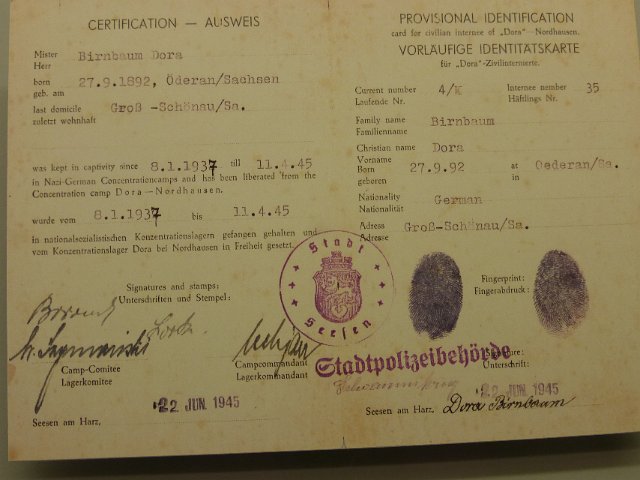 CERTIFICATION — AUSWEIS
Mister
Herr
Birnbaum Dora
born
geb. am
27.9.1892, Öderan/Sachsen
last domicile
zuletzt wohnhaft
Groß -Schönau/Sa.
was kept in captivity since 8.1.1937 till 11.4.45
in Nazi-German Concentrationcamps and has been liberated from the
Concentration camp Dora—Nordhausen.
wurde vom 8.1.1937 bis 11.4.45
in nationalsozialistischen Konzentrationslagern gefangen gehalten und
vom Konzentrationslager Dora bei Nordhausen in Freiheit gesetzt.
Signatures and stamps:
Unterschriften und Stempel:
Camp-Comitee
Lagerkomitee
Campcommandant
Lagerkommandant
22 JUN 1945
Seesen am Harz,
Stadt
Seesen
PROVISIONAL IDENTIFICATION
card for civilian internee of „Dora“—Nordhausen.
VORLÄUFIGE IDENTITÄTSKARTE
für „Dora“-Zivilinternierte.
Current number
Laufende Nr.
4/K
Internee nember
Häftlings Nr.
35
Family name
Familienname
Birnbaum
Christian name
Vorname
Dora
Born
geboren
27.9.92
at
in
Oederan/Sa.
Nationality
Nationalität
German
Adress
Adresse
Groß-Schönau/Sa.
Fingerprint:
Fingerabdruck:
Stadtpolizeibehörde
Signature:
Unterschrift:
22 JUN 1945
Seesen am Harz,
Dora Birnbaum